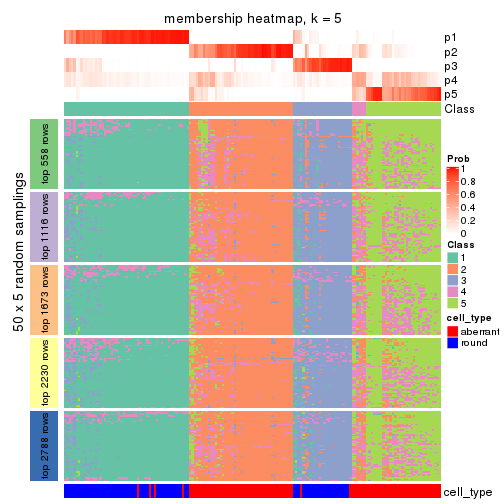 membership heatmap, k = 5
p1
p2
p3
p4
p5
Class
50 x 5 random samplings
top 558 rows
top 1116 rows
top 1673 rows
top 2230 rows
top 2788 rows
cell_type
Prob
1
0.8
0.6
0.4
0.2
0
Class
1
2
3
4
5
cell_type
aberrant
round